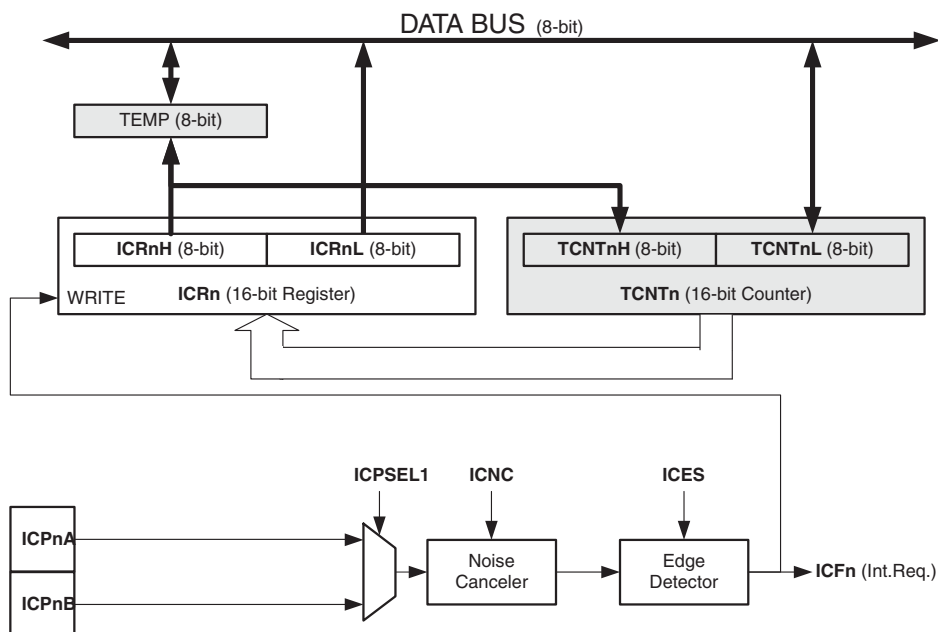 DATA BUS (8-bit)
TEMP (8-bit)
ICRnH (8-bit)
ICRnL (8-bit)
TCNTnH (8-bit)
TCNTnL (8-bit)
WRITE
ICRn (16-bit Register)
TCNTn (16-bit Counter)
ICPSEL1
ICNC
ICES
ICPnA
ICPnB
Noise
Canceler
Edge
Detector
ICFn (Int.Req.)